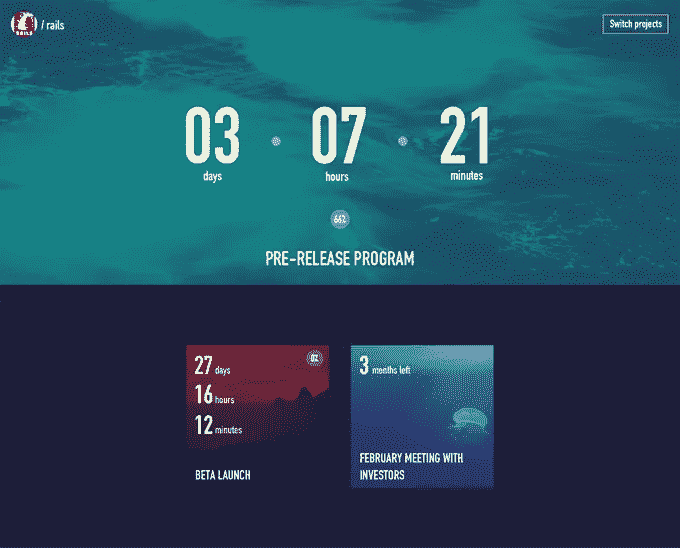 RAILS
/ rails
Switch projects
03 07 21
days hours minutes
66%
PRE-RELEASE PROGRAM
27 days
0%
16 hours
12 minutes
BETA LAUNCH
3 months left
FEBRUARY MEETING WITH
INVESTORS